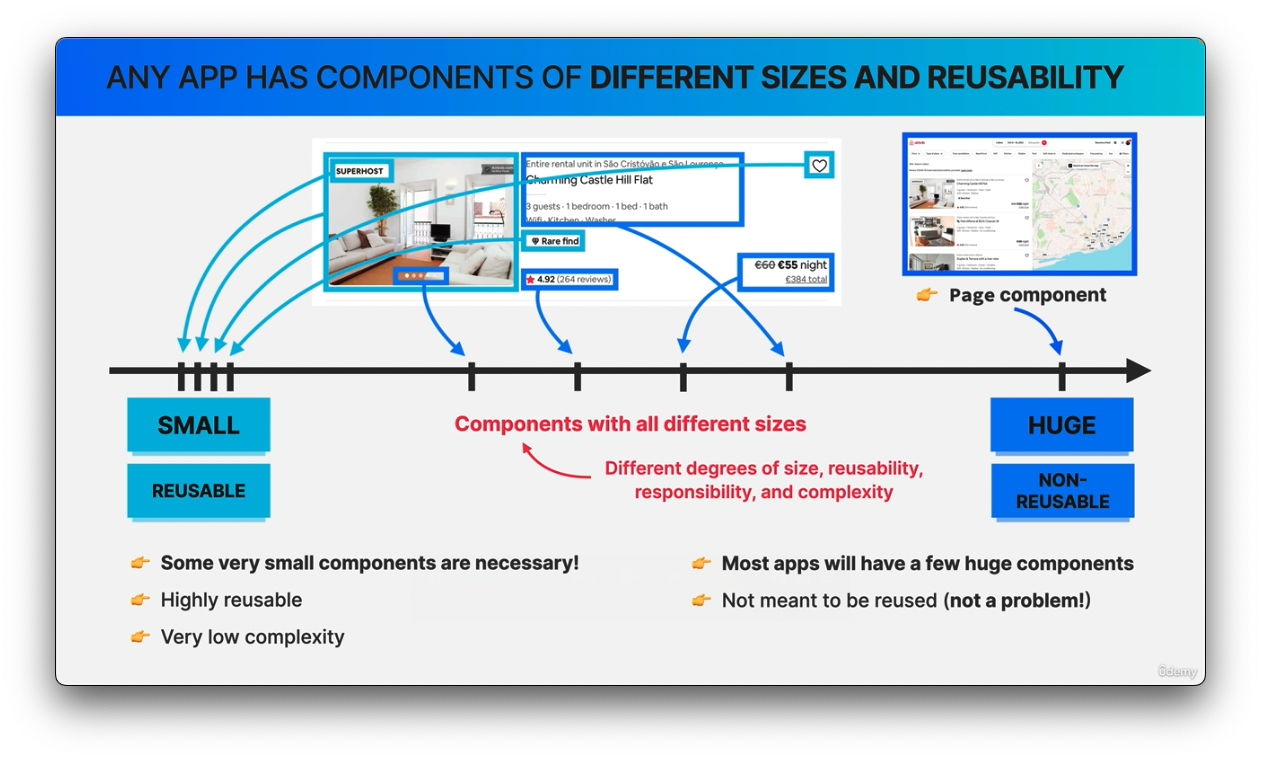 ANY APP HAS COMPONENTS OF DIFFERENT SIZES AND REUSABILITY
SUPERHOST
Entire rental unit in São Cristóvão e São Lourenço
Charming Castle Hill Flat
3 guests · 1 bedroom · 1 bed · 1 bath
Wifi · Kitchen · Washer
Rare find
4.92 (264 reviews)
€60 €55 night
€384 total
👉 Page component
SMALL
REUSABLE
Components with all different sizes
Different degrees of size, reusability,
responsibility, and complexity
HUGE
NON-
REUSABLE
👉 Some very small components are necessary!
👉 Highly reusable
👉 Very low complexity
👉 Most apps will have a few huge components
👉 Not meant to be reused (not a problem!)
ûdemy